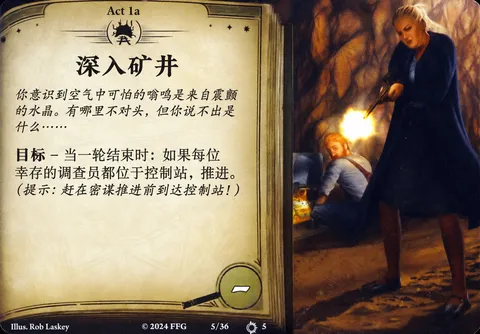 Act 1a
深入矿井
你意识到空气中可怕的嗡鸣是来自震颤
的水晶。有哪里不对头，但你说不出是
什么……
目标 – 当一轮结束时：如果每位
幸存的调查员都位于控制站，推进。
（提示：赶在密谋推进前到达控制站！）
–
Illus. Rob Laskey
© 2024 FFG
5/36
5